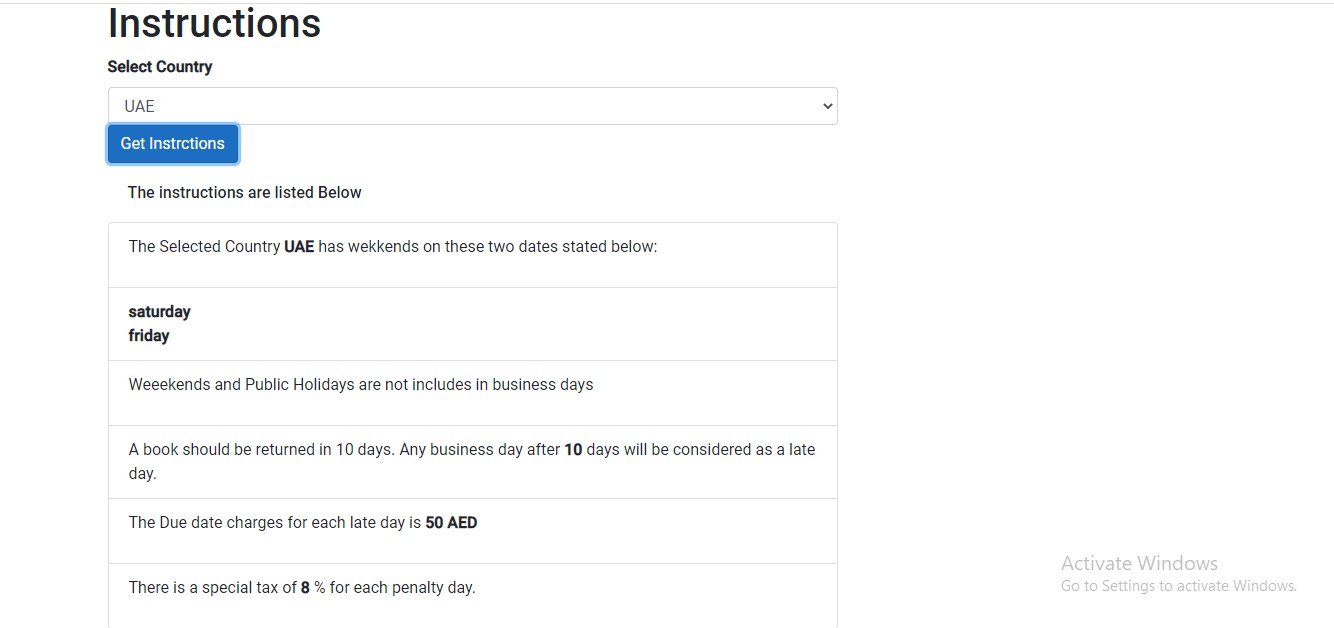 Instructions
Select Country
UAE
Get Instrctions
The instructions are listed Below
The Selected Country UAE has wekkends on these two dates stated below:
saturday
friday
Weeekends and Public Holidays are not includes in business days
A book should be returned in 10 days. Any business day after 10 days will be considered as a late
day.
The Due date charges for each late day is 50 AED
There is a special tax of 8 % for each penalty day.
Activate Windows
Go to Settings to activate Windows.